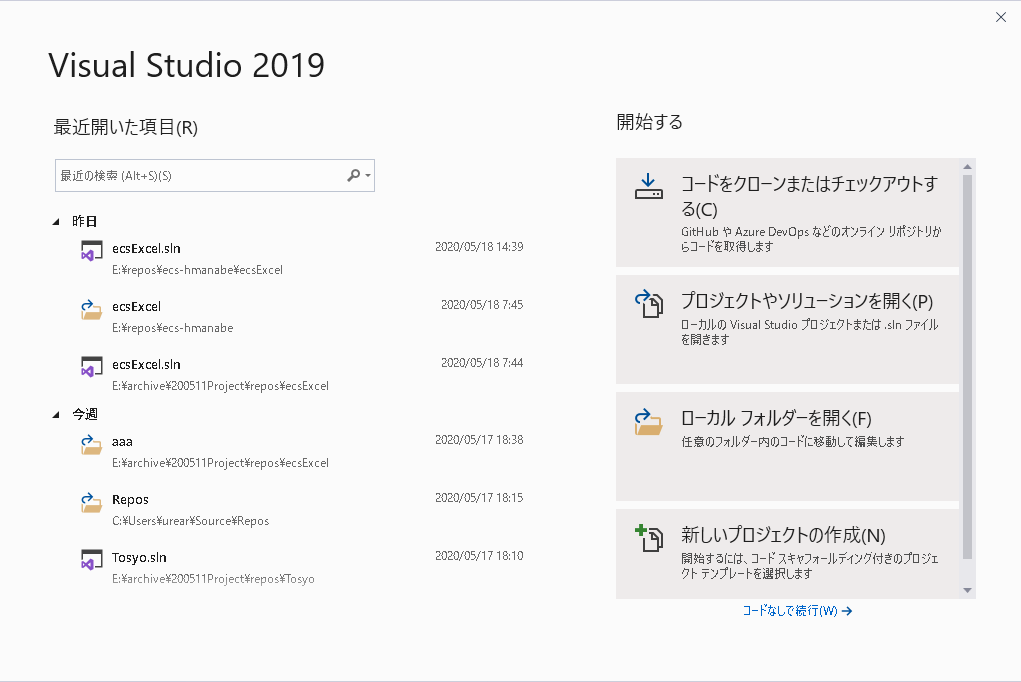 Visual Studio 2019
最近開いた項目(R)
最近の検索 (Alt+S)(S)
昨日
ecsExcel.sln 2020/05/18 14:39
E:¥repos¥ecs-hmanabe¥ecsExcel
ecsExcel 2020/05/18 7:45
E:¥repos¥ecs-hmanabe
ecsExcel.sln 2020/05/18 7:44
E:¥archive¥200511Project¥repos¥ecsExcel
今週
aaa 2020/05/17 18:38
E:¥archive¥200511Project¥repos¥ecsExcel
Repos 2020/05/17 18:15
C:¥Users¥urear¥Source¥Repos
Tosyo.sln 2020/05/17 18:10
E:¥archive¥200511Project¥repos¥Tosyo
開始する
コードをクローンまたはチェックアウトす
る(C)
GitHub や Azure DevOps などのオンライン リポジトリか
らコードを取得します
プロジェクトやソリューションを開く(P)
ローカルの Visual Studio プロジェクトまたは .sln ファイル
を開きます
ローカル フォルダーを開く(F)
任意のフォルダー内のコードに移動して編集します
新しいプロジェクトの作成(N)
開始するには、コード スキャフォールディング付きのプロジェ
クト テンプレートを選択します
コードなしで続行(W) →